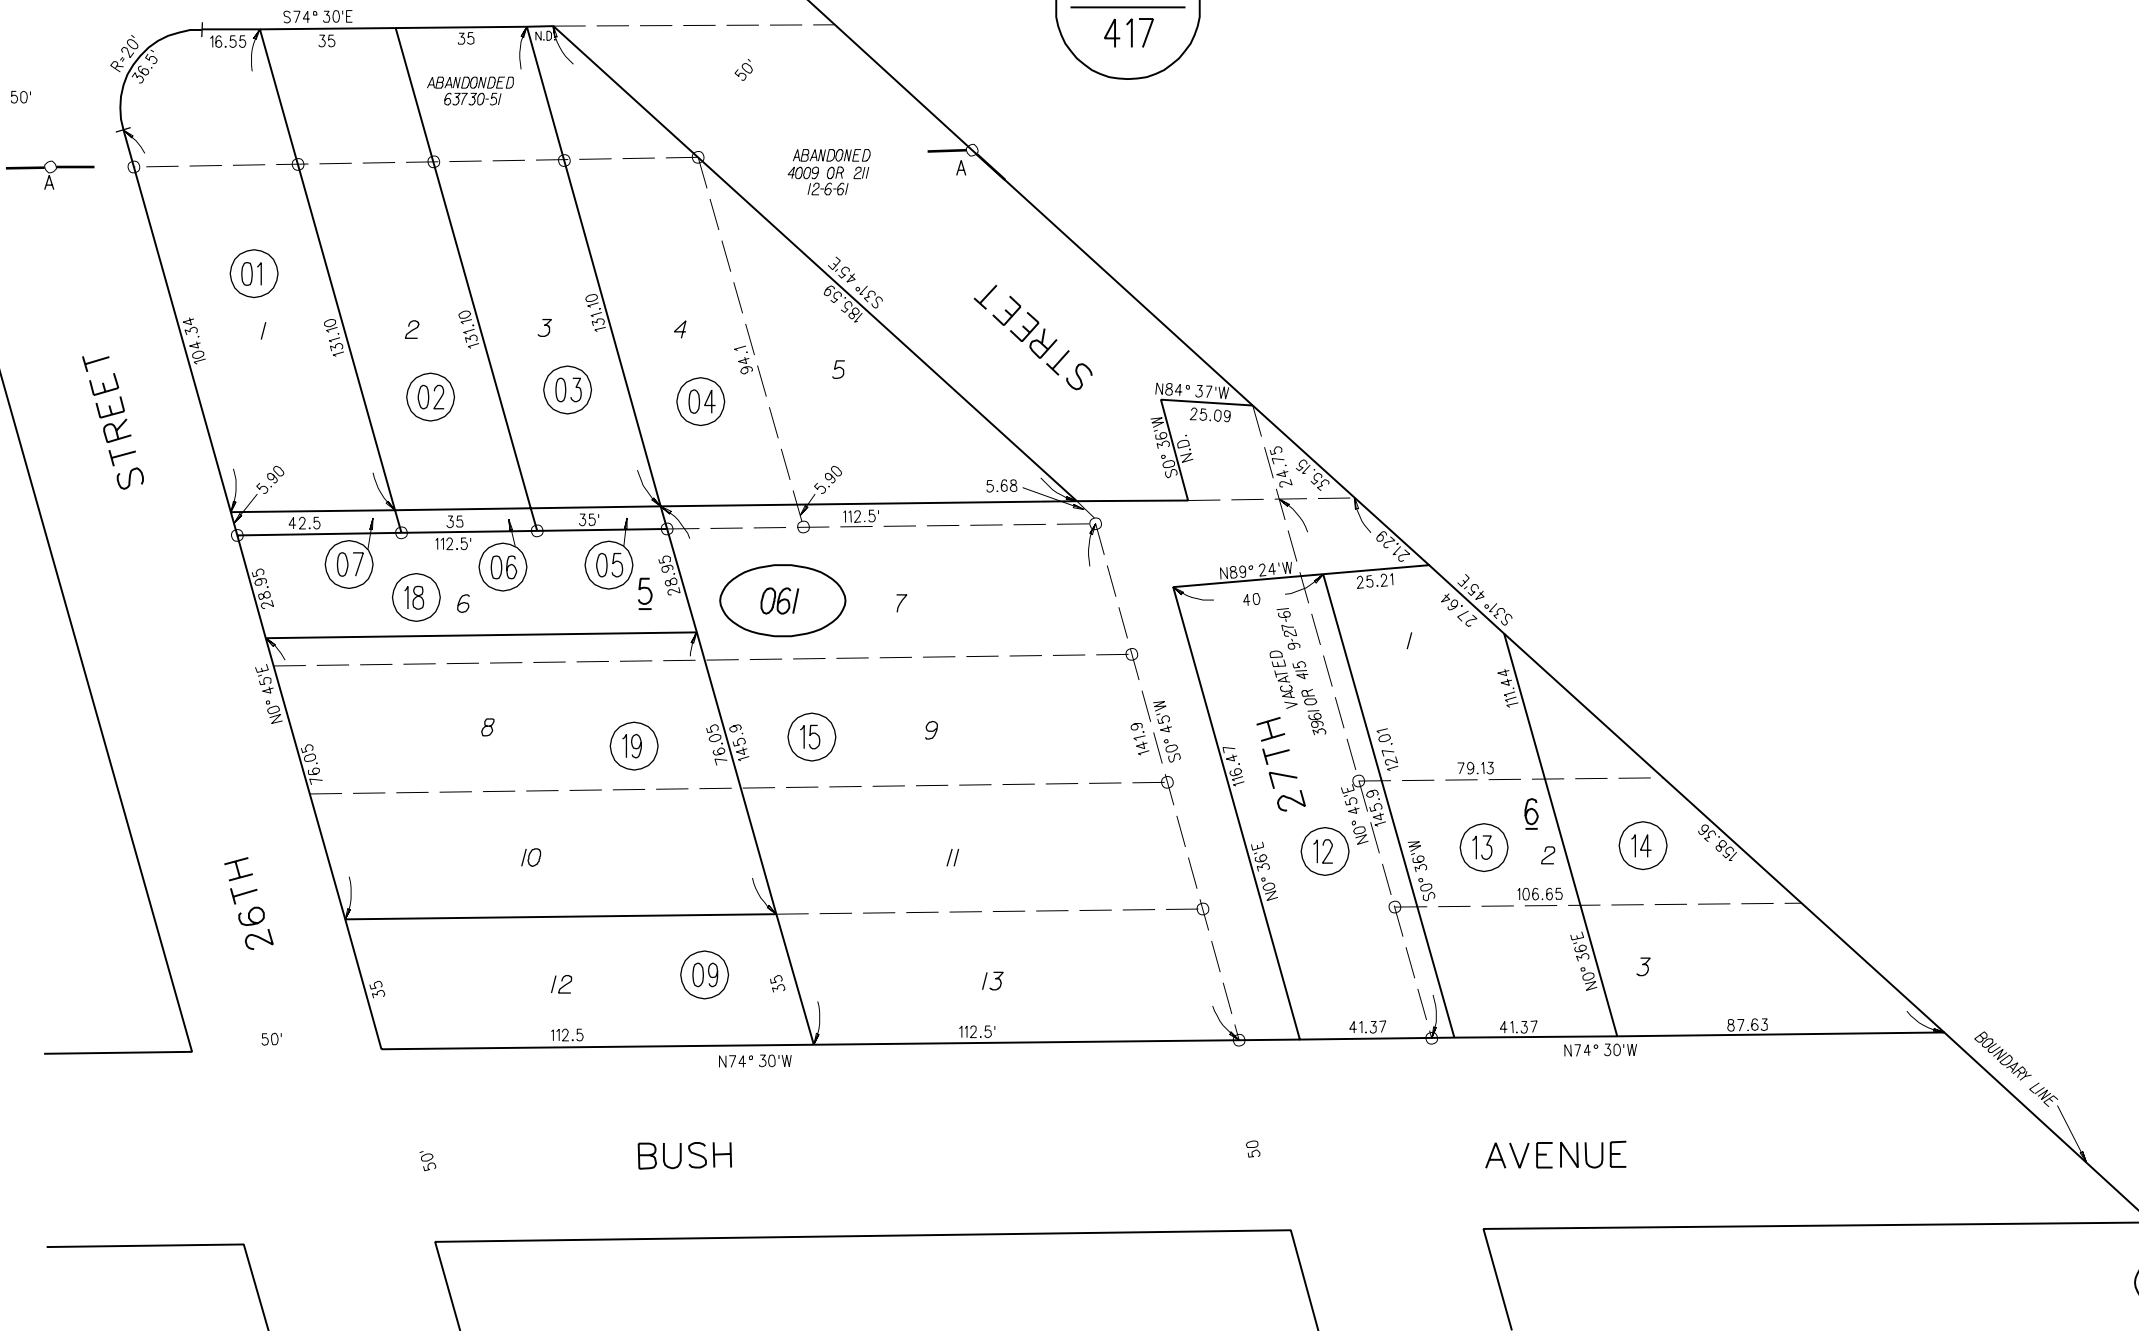 417
S74° 30'E
16.55
35
35
N.D.
R=20'
36.5'
50'
50'
ABANDONDED
63730-51
ABANDONED
4009 OR 211
12-6-61
A
A
01
1
104.34
131.10
2
02
131.10
3
03
131.10
4
04
94.1
5
S31° 45'E
185.59
STREET
STREET
N84° 37'W
25.09
S0° 36'W
N.D.
24.75
35.15
5.90
5.90
5.68
42.5
35
35'
112.5'
112.5'
07
06
05
18
6
5
28.95
28.95
061
7
N89° 24'W
40
25.21
21.29
S31° 45'E
27.64
VACATED
3961 OR 415 9-27-61
1
111.44
N0° 45'E
76.05
8
19
76.05
145.9
15
9
141.9
S0° 45'W
116.47
27TH
127.01
79.13
N0° 45'E
145.9
6
10
11
N0° 36'E
12
S0° 36'W
13
2
14
158.36
106.65
26TH
35
12
09
35
13
N0° 36'E
3
50'
112.5
N74° 30'W
112.5'
41.37
41.37
N74° 30'W
87.63
BOUNDARY LINE
50'
BUSH
50
AVENUE